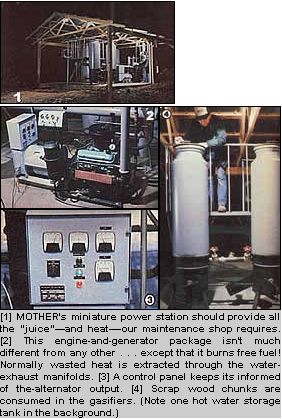 1
2
4
3
[1] MOTHER's miniature power station should provide all
the "juice"—and heat—our maintenance shop requires.
[2] This engine-and-generator package isn't much
different from any other . . . except that it burns free fuel!
Normally wasted heat is extracted through the water-
exhaust manifolds. [3] A control panel keeps its informed
of the-alternator output. [4] Scrap wood chunks are
consumed in the gasifiers. (Note one hot water storage
tank in the background.)